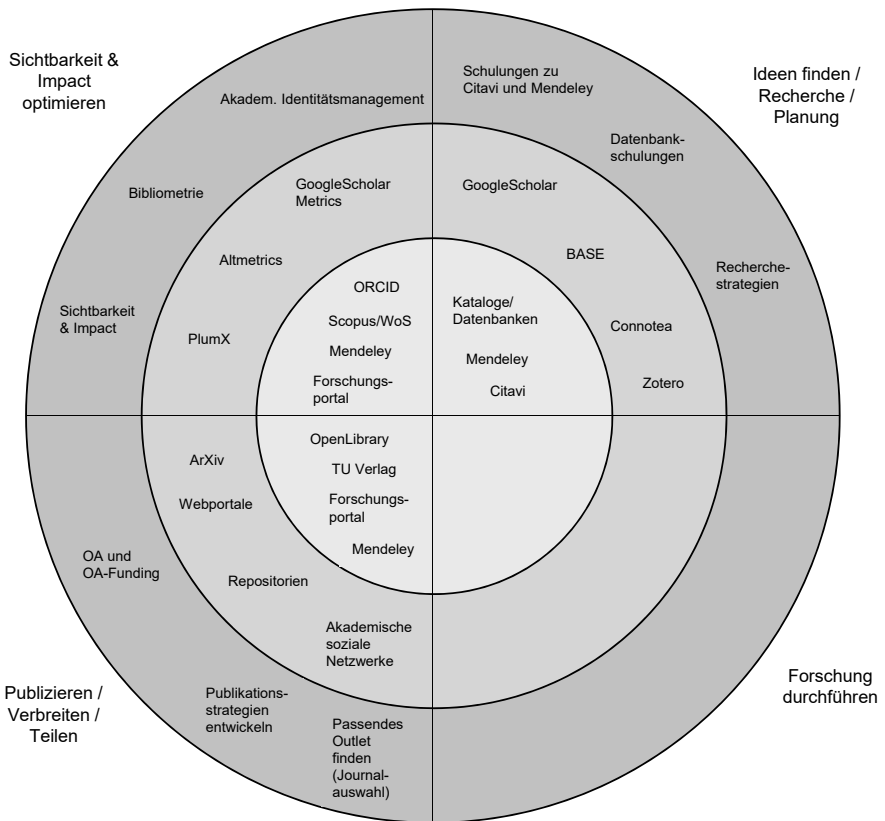 Sichtbarkeit &
Impact
optimieren
Ideen finden /
Recherche /
Planung
Akadem. Identitätsmanagement
Bibliometrie
Sichtbarkeit
& Impact
Schulungen zu
Citavi und Mendeley
Datenbank-
schulungen
Recherche-
strategien
GoogleScholar
Metrics
Altmetrics
PlumX
GoogleScholar
BASE
Connotea
Zotero
ORCID
Scopus/WoS
Mendeley
Forschungs-
portal
Kataloge/
Datenbanken
Mendeley
Citavi
OpenLibrary
TU Verlag
Forschungs-
portal
Mendeley
ArXiv
Webportale
Repositorien
Akademische
soziale
Netzwerke
OA und
OA-Funding
Publikations-
strategien
entwickeln
Passendes
Outlet
finden
(Journal-
auswahl)
Publizieren /
Verbreiten /
Teilen
Forschung
durchführen